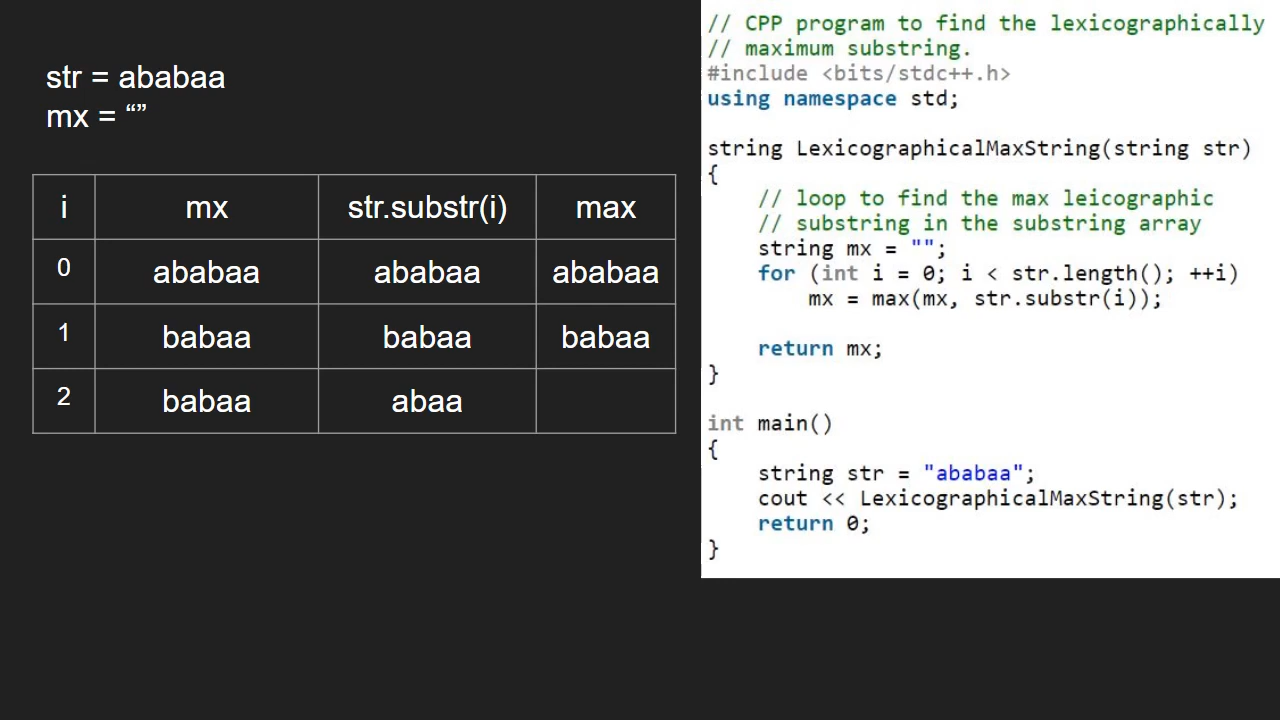 str = ababaa
mx = “”
i mx str.substr(i) max
0 ababaa ababaa ababaa
1 babaa babaa babaa
2 babaa abaa
// CPP program to find the lexicographically
// maximum substring.
#include <bits/stdc++.h>
using namespace std;
string LexicographicalMaxString(string str)
{
// loop to find the max leicographic
// substring in the substring array
string mx = "";
for (int i = 0; i < str.length(); ++i)
mx = max(mx, str.substr(i));
return mx;
}
int main()
{
string str = "ababaa";
cout << LexicographicalMaxString(str);
return 0;
}